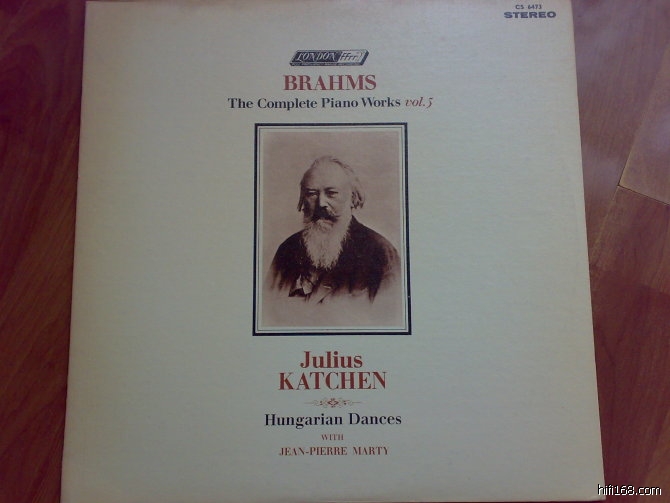 CS 6473
STEREO
LONDON ffrr
BRAHMS
The Complete Piano Works vol.5
Julius
KATCHEN
Hungarian Dances
WITH
JEAN-PIERRE MARTY
hifi168.com